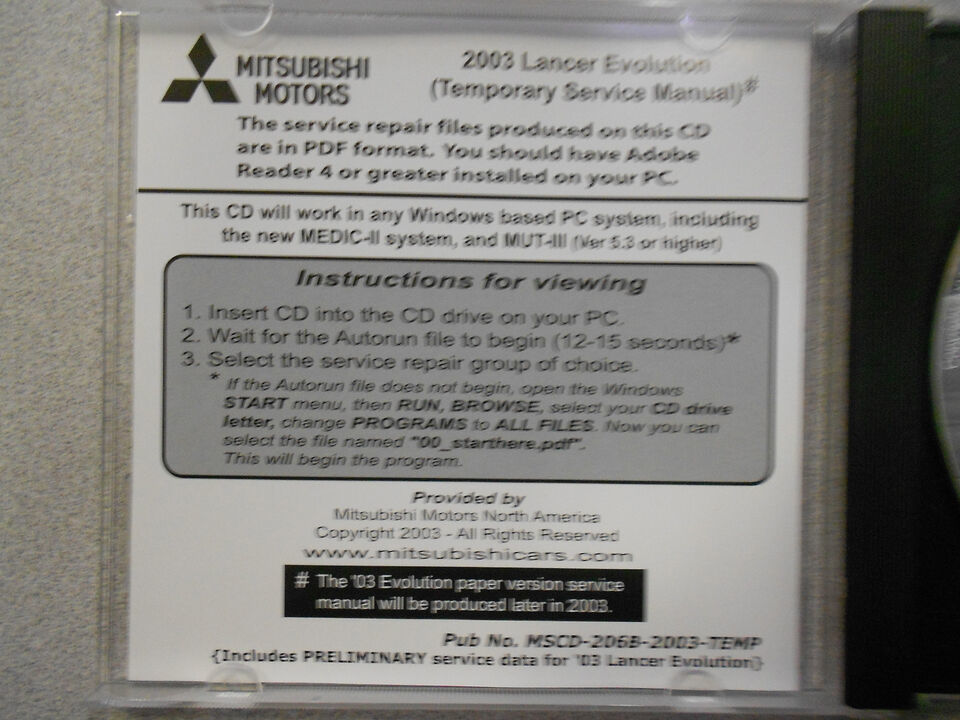 MITSUBISHI
MOTORS
2003 Lancer Evolution
(Temporary Service Manual)#
The service repair files produced on this CD
are in PDF format. You should have Adobe
Reader 4 or greater installed on your PC.
This CD will work in any Windows based PC system, including
the new MEDIC-II system, and MUT-III (Ver 5.3 or higher)
Instructions for viewing
1. Insert CD into the CD drive on your PC.
2. Wait for the Autorun file to begin (12-15 seconds)*
3. Select the service repair group of choice.
* If the Autorun file does not begin, open the Windows
START menu, then RUN, BROWSE, select your CD drive
letter, change PROGRAMS to ALL FILES. Now you can
select the file named "00_starthere.pdf".
This will begin the program.
Provided by
Mitsubishi Motors North America
Copyright 2003 - All Rights Reserved
www.mitsubishicars.com
# The '03 Evolution paper version service
manual will be produced later in 2003.
Pub No. MSCD-206B-2003-TEMP
{Includes PRELIMINARY service data for '03 Lancer Evolution}